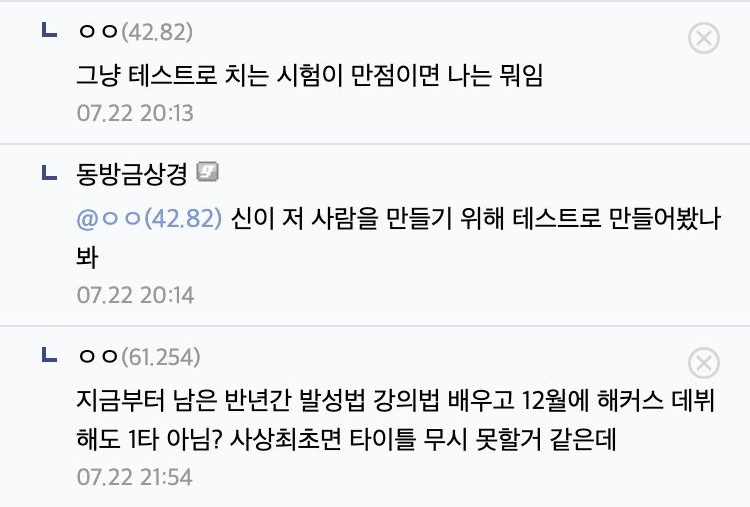 ㅇㅇ(42.82)
그냥 테스트로 치는 시험이 만점이면 나는 뭐임
07.22 20:13
동방금상경
@ㅇㅇ(42.82) 신이 저 사람을 만들기 위해 테스트로 만들어봤나
봐
07.22 20:14
ㅇㅇ(61.254)
지금부터 남은 반년간 발성법 강의법 배우고 12월에 해커스 데뷔
해도 1타 아님? 사상최초면 타이틀 무시 못할거 같은데
07.22 21:54